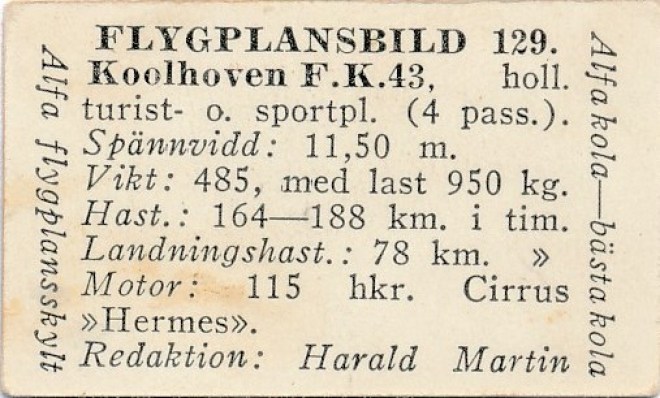 FLYGPLANSBILD 129.
Koolhoven F.K.43, holl.
turist- o. sportpl. (4 pass.).
Spännvidd: 11,50 m.
Vikt: 485, med last 950 kg.
Hast.: 164—188 km. i tim.
Landningshast.: 78 km. »
Motor: 115 hkr. Cirrus
»Hermes».
Redaktion: Harald Martin
Alfa flygplansskylt
Alfa kola—bästa kola